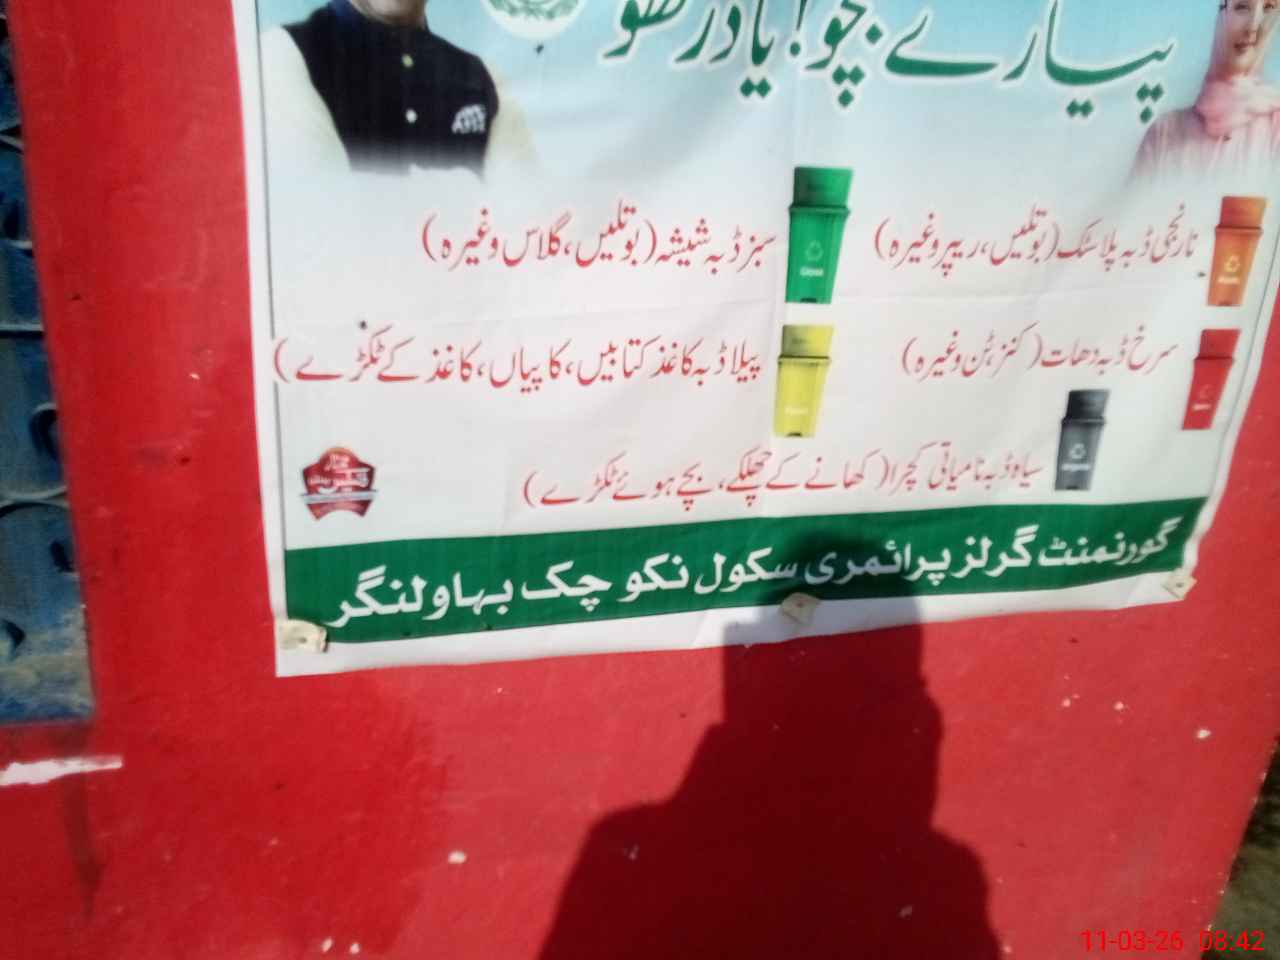 پیارے بچو! یاد رکھو
نارنجی ڈبہ پلاسٹک (بوتلیں، ریپر وغیرہ)
سبز ڈبہ شیشہ (بوتلیں، گلاس وغیرہ)
Glass
سرخ ڈبہ دھات (کنز، ٹن وغیرہ)
پیلا ڈبہ کاغذ کتابیں، کاپیاں، کاغذ کے ٹکڑے)
سیاہ ڈبہ نامیاتی کچرا (کھانے کے چھلکے، بچے ہوئے ٹکڑے)
گورنمنٹ گرلز پرائمری سکول نکو چک بہاولنگر
11-03-26 08:42